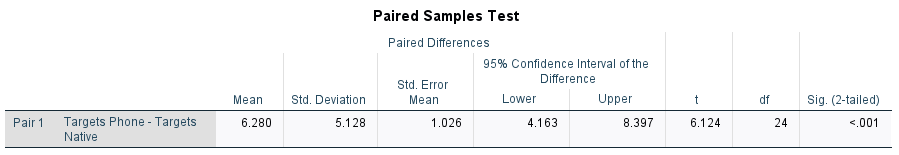 Paired Samples Test
Paired Differences
95% Confidence Interval of the
Difference
Mean Std. Deviation Std. Error
Mean Lower Upper t df Sig. (2-tailed)
Pair 1 Targets Phone - Targets
Native 6.280 5.128 1.026 4.163 8.397 6.124 24 <.001